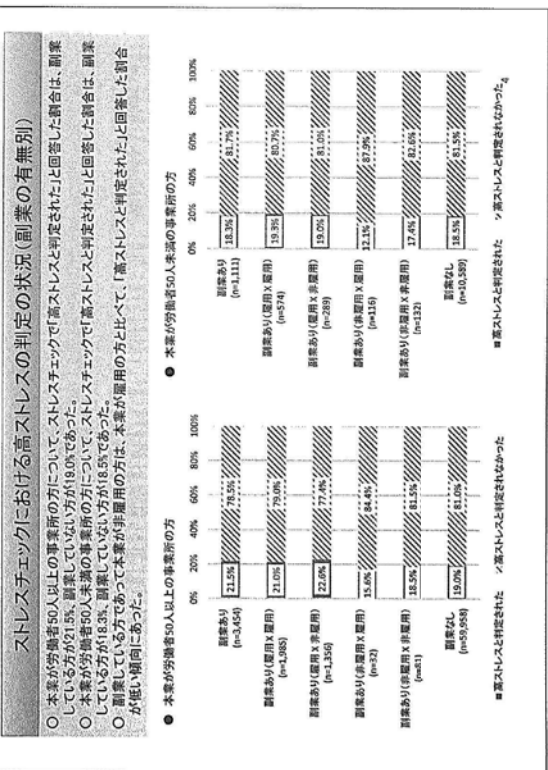 ストレスチェックにおける高ストレスの判定の状況(副業の有無別)
○ 本業が労働者50人以上の事業所の方について、ストレスチェックで「高ストレスと判定された」と回答した割合は、副業
している方が21.5%、副業していない方が19.0%であった。
○ 本業が労働者50人未満の事業所の方について、ストレスチェックで「高ストレスと判定された」と回答した割合は、副業
している方が18.3%、副業していない方が18.5%であった。
○ 副業している方であって本業が非雇用の方は、本業が雇用の方と比べて、「高ストレスと判定された」と回答した割合
が低い傾向にあった。
● 本業が労働者50人以上の事業所の方
0% 20% 40% 60% 80% 100%
副業あり
(n=3,454)
21.5% 78.5%
副業あり(雇用×雇用)
(n=1,985)
21.0% 79.0%
副業あり(雇用×非雇用)
(n=1,356)
22.6% 77.4%
副業あり(非雇用×雇用)
(n=32)
15.6% 84.4%
副業あり(非雇用×非雇用)
(n=81)
18.5% 81.5%
副業なし
(n=59,958)
19.0% 81.0%
■高ストレスと判定された ※高ストレスと判定されなかった
● 本業が労働者50人未満の事業所の方
0% 20% 40% 60% 80% 100%
副業あり
(n=1,111)
18.3% 81.7%
副業あり(雇用×雇用)
(n=574)
19.3% 80.7%
副業あり(雇用×非雇用)
(n=289)
19.0% 81.0%
副業あり(非雇用×雇用)
(n=116)
12.1% 87.9%
副業あり(非雇用×非雇用)
(n=132)
17.4% 82.6%
副業なし
(n=10,589)
18.5% 81.5%
■高ストレスと判定された ※高ストレスと判定されなかった
4